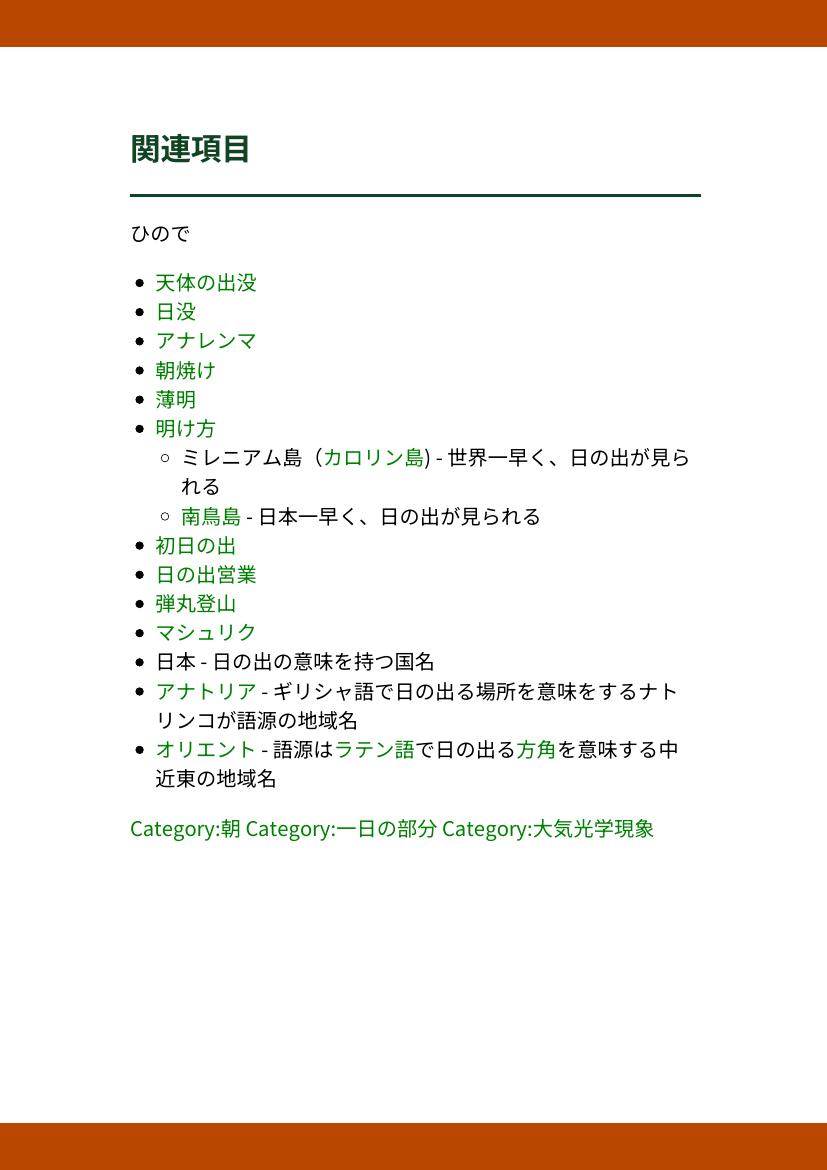 関連項目
ひので
天体の出没
日没
アナレンマ
朝焼け
薄明
明け方
ミレニアム島（カロリン島) - 世界一早く、日の出が見ら
れる
南鳥島 - 日本一早く、日の出が見られる
初日の出
日の出営業
弾丸登山
マシュリク
日本 - 日の出の意味を持つ国名
アナトリア - ギリシャ語で日の出る場所を意味をするナト
リンコが語源の地域名
オリエント - 語源はラテン語で日の出る方角を意味する中
近東の地域名
Category:朝 Category:一日の部分 Category:大気光学現象